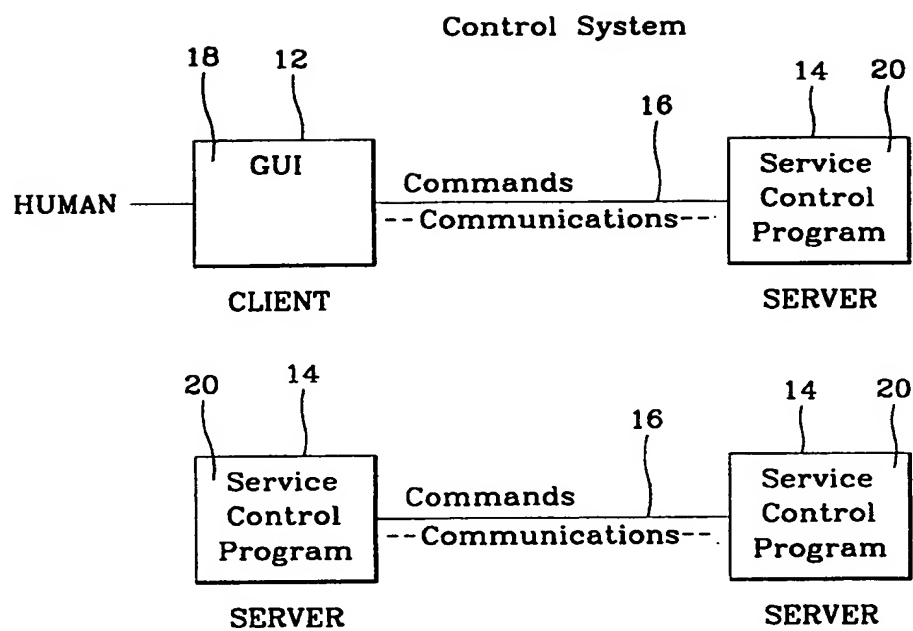 Control System
18 12 14 20
GUI
16
Service
Control
Program
HUMAN
Commands
--Communications--
CLIENT
SERVER
20 14 14 20
16
Service
Control
Program
Commands
--Communications--
Service
Control
Program
SERVER
SERVER